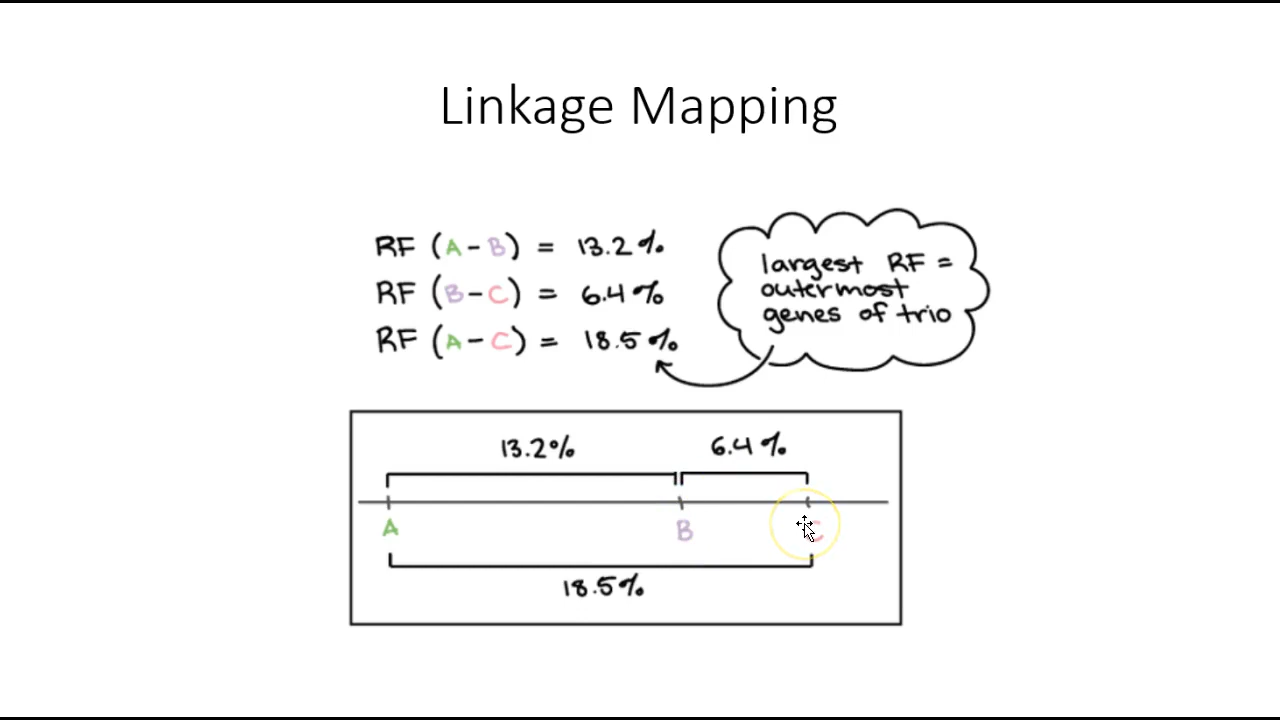 Linkage Mapping
RF (A-B) = 13.2%
RF (B-C) = 6.4%
RF (A-C) = 18.5%
largest RF =
outermost
genes of trio
13.2%
6.4%
A
B
C
18.5%